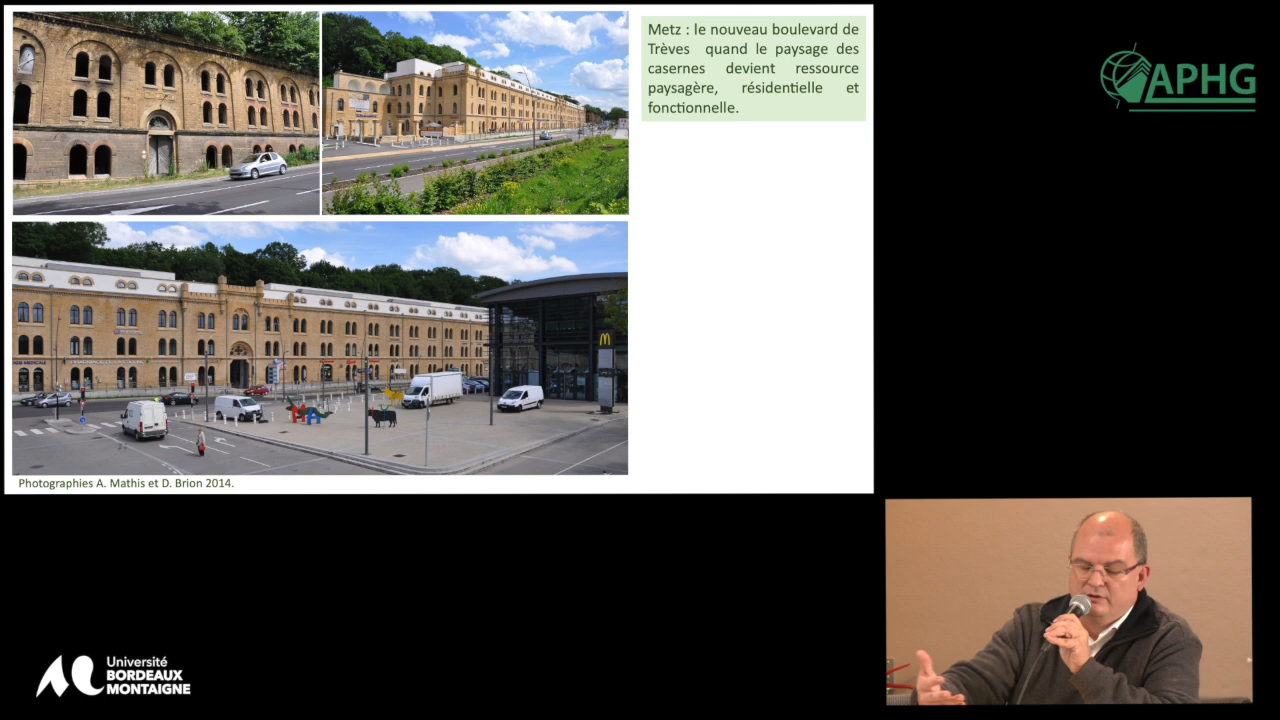 Metz : le nouveau boulevard de
Trèves quand le paysage des
casernes devient ressource
paysagère, résidentielle et
fonctionnelle.
APHG
Photographies A. Mathis et D. Brion 2014.
Université
BORDEAUX
MONTAIGNE